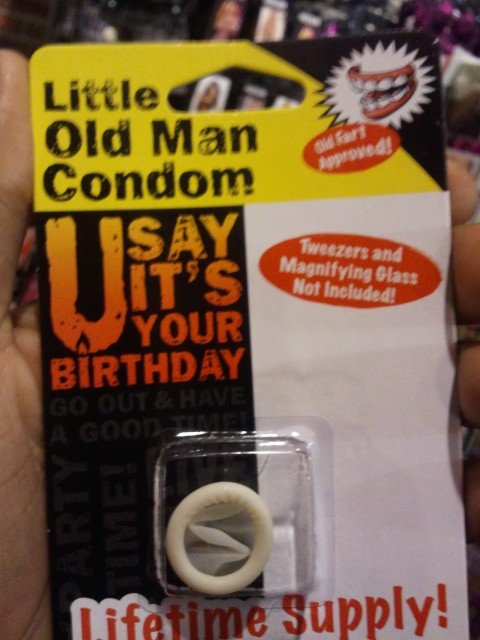 Little
Old Man
Condom
Old Fart
Approved!
U SAY
IT'S
YOUR
BIRTHDAY
Tweezers and
Magnifying Glass
Not Included!
GO OUT & HAVE
A GOOD TIME!
PARTY
TIME!
Lifetime Supply!